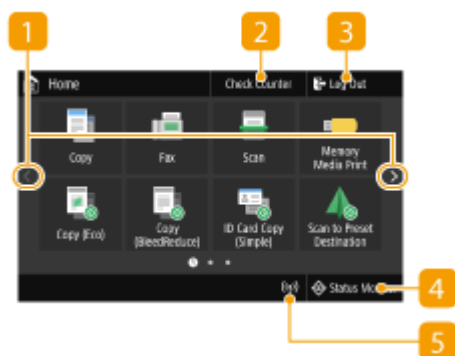 1 2 3
Home Check Counter Log Out
Copy Fax Scan Memory
Media Print
Copy (Eco) Copy
(BleedReduce) ID Card Copy
(Simple) Scan to Preset
Destination
Status Mo
4
5